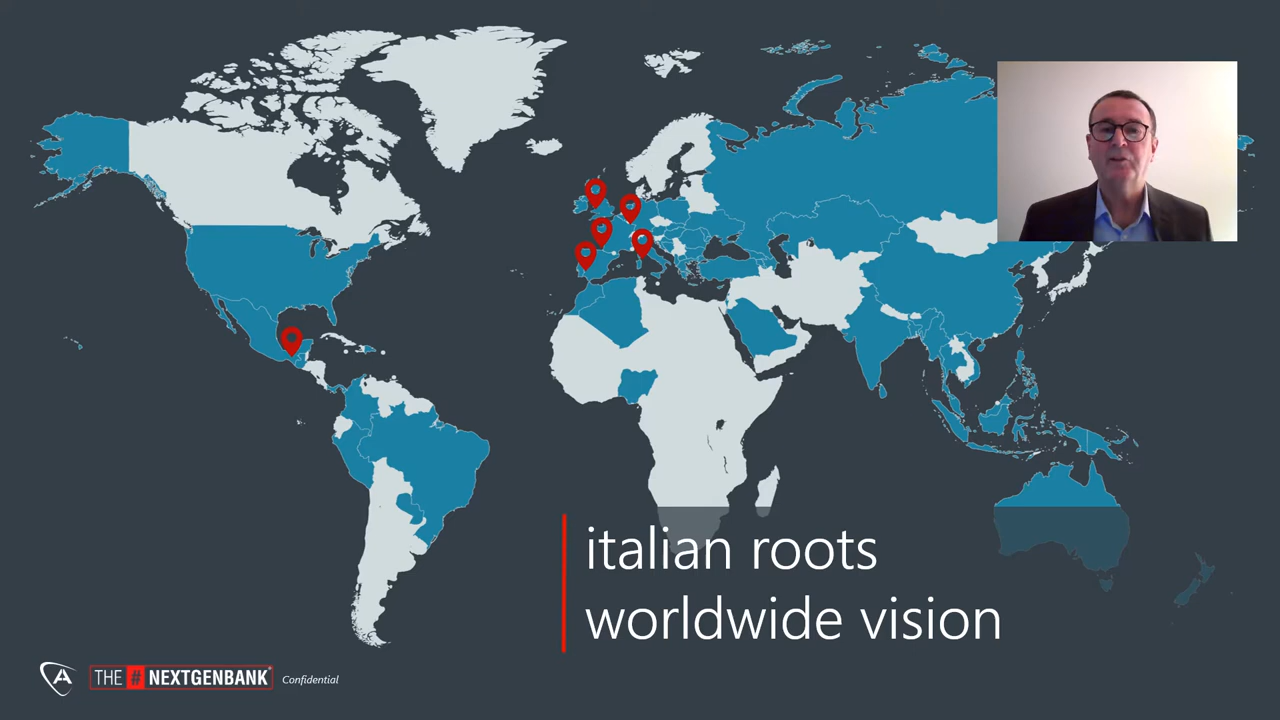 italian roots
worldwide vision
THE # NEXTGENBANK
Confidential